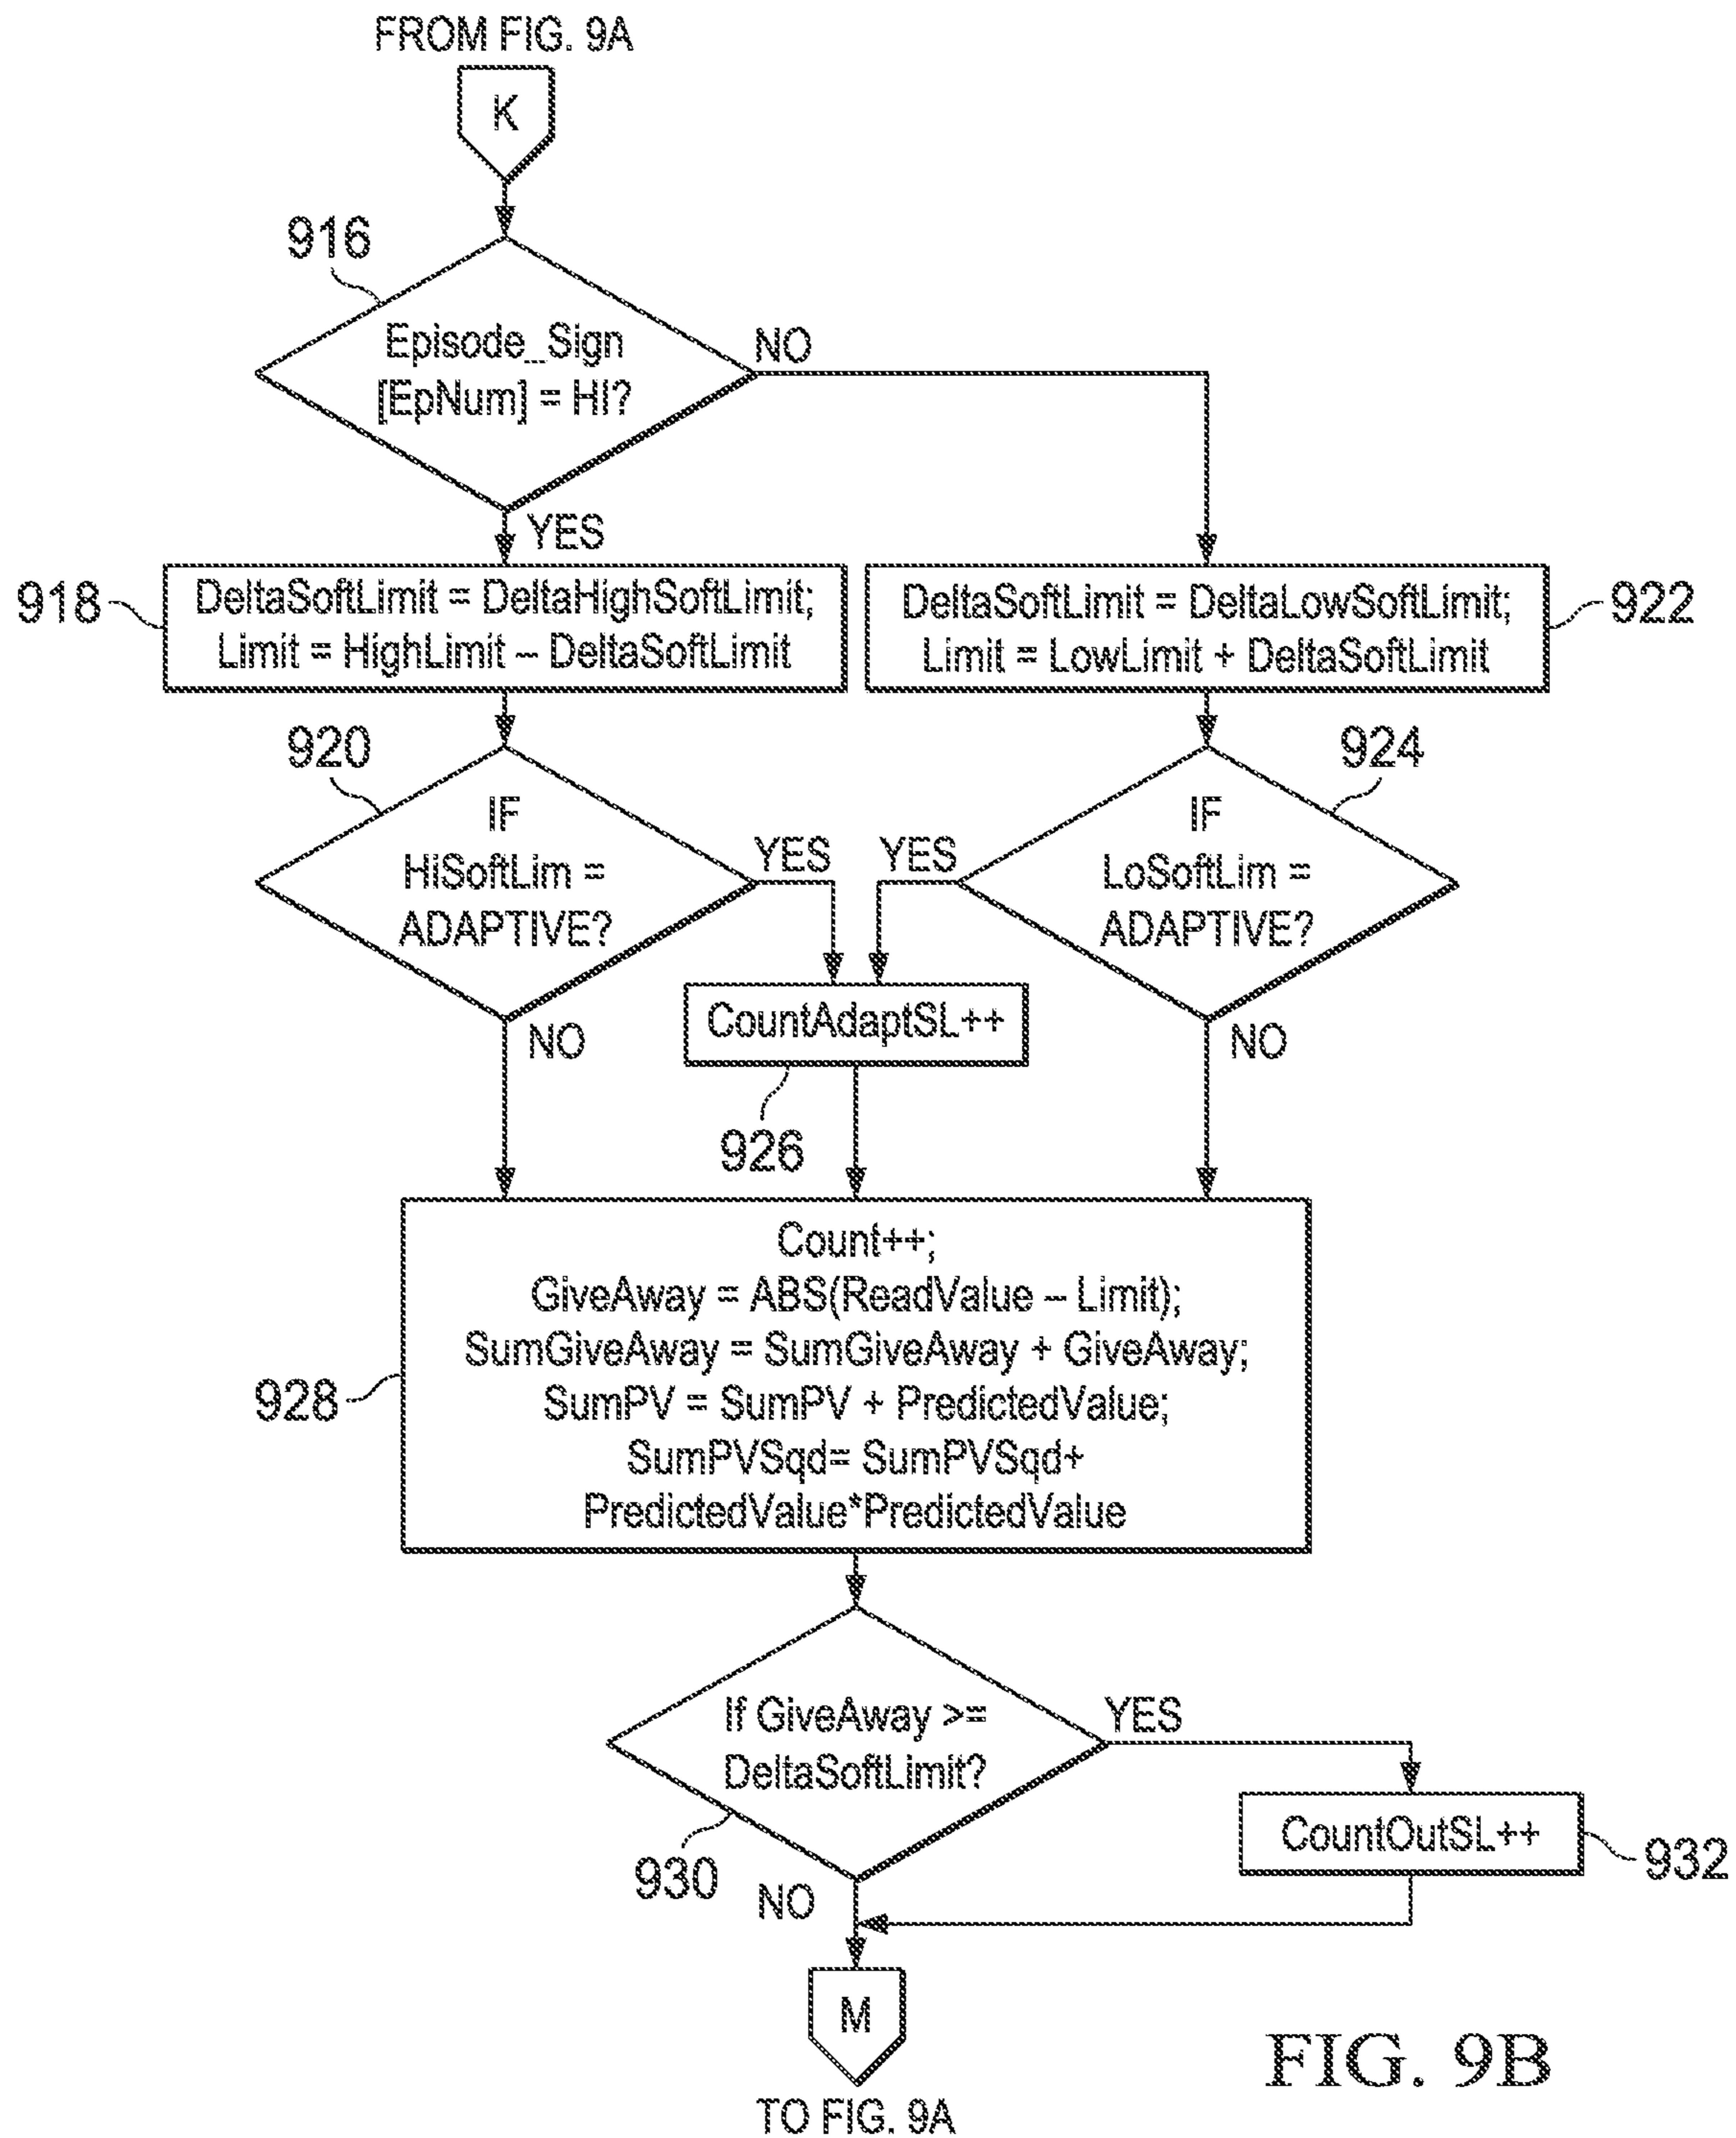 FROM FIG. 9A
K
916
Episode_Sign
[EpNum] = HI?
NO
YES
918
DeltaSoftLimit = DeltaHighSoftLimit;
Limit = HighLimit – DeltaSoftLimit
DeltaSoftLimit = DeltaLowSoftLimit;
Limit = LowLimit + DeltaSoftLimit
922
920
IF
HiSoftLim =
ADAPTIVE?
YES
NO
924
IF
LoSoftLim =
ADAPTIVE?
YES
NO
CountAdaptSL++
926
928
Count++;
GiveAway = ABS(ReadValue – Limit);
SumGiveAway = SumGiveAway + GiveAway;
SumPV = SumPV + PredictedValue;
SumPVSqd= SumPVSqd+
PredictedValue*PredictedValue
If GiveAway >=
DeltaSoftLimit?
YES
930
NO
CountOutSL++
932
M
TO FIG. 9A
FIG. 9B